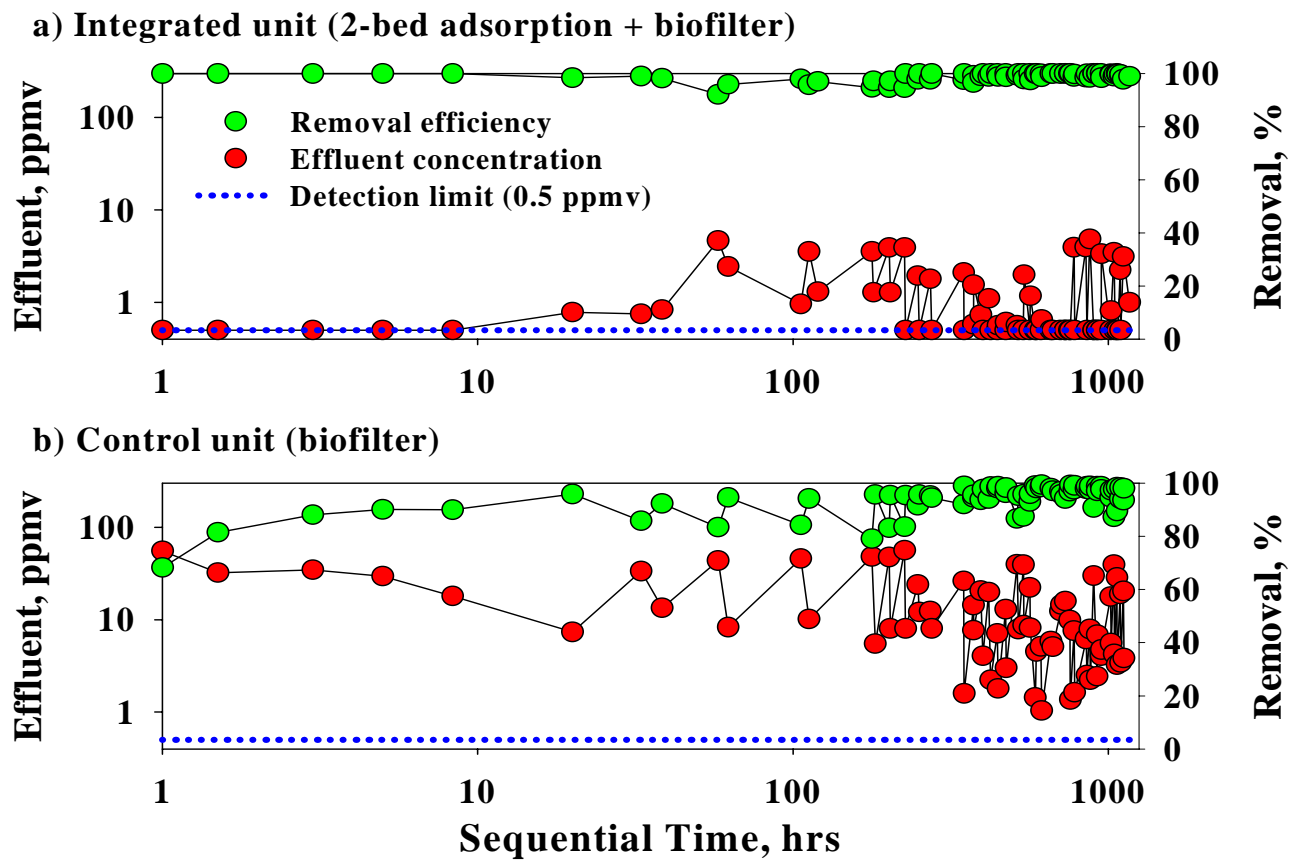 a) Integrated unit (2-bed adsorption + biofilter)
Effluent, ppmv
100
10
1
Removal efficiency
Effluent concentration
Detection limit (0.5 ppmv)
100
80
60
40
20
0
Removal, %
1
10
100
1000
b) Control unit (biofilter)
Effluent, ppmv
100
10
1
100
80
60
40
20
0
Removal, %
1
10
100
1000
Sequential Time, hrs